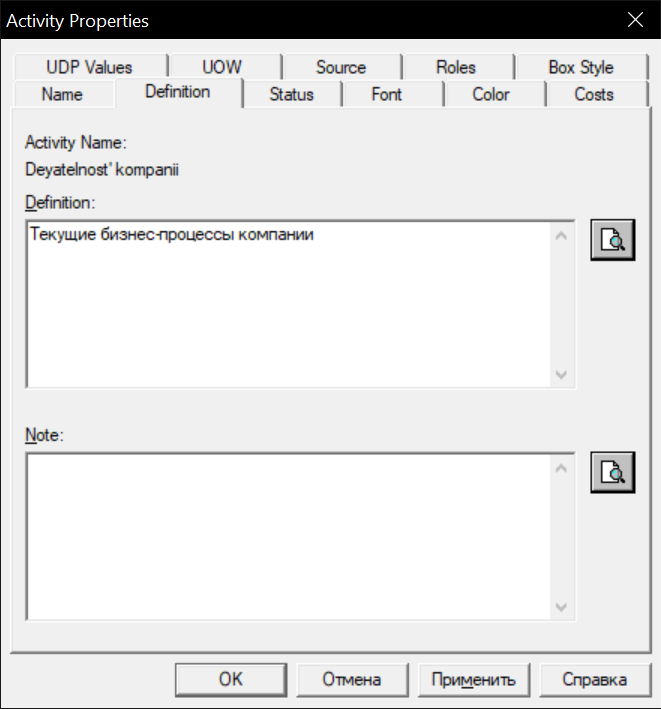 Activity Properties
UDP Values UOW Source Roles Box Style
Name Definition Status Font Color Costs
Activity Name:
Deyatelnost' kompanii
Definition:
Текущие бизнес-процессы компании
Note:
OK Отмена Применить Справка